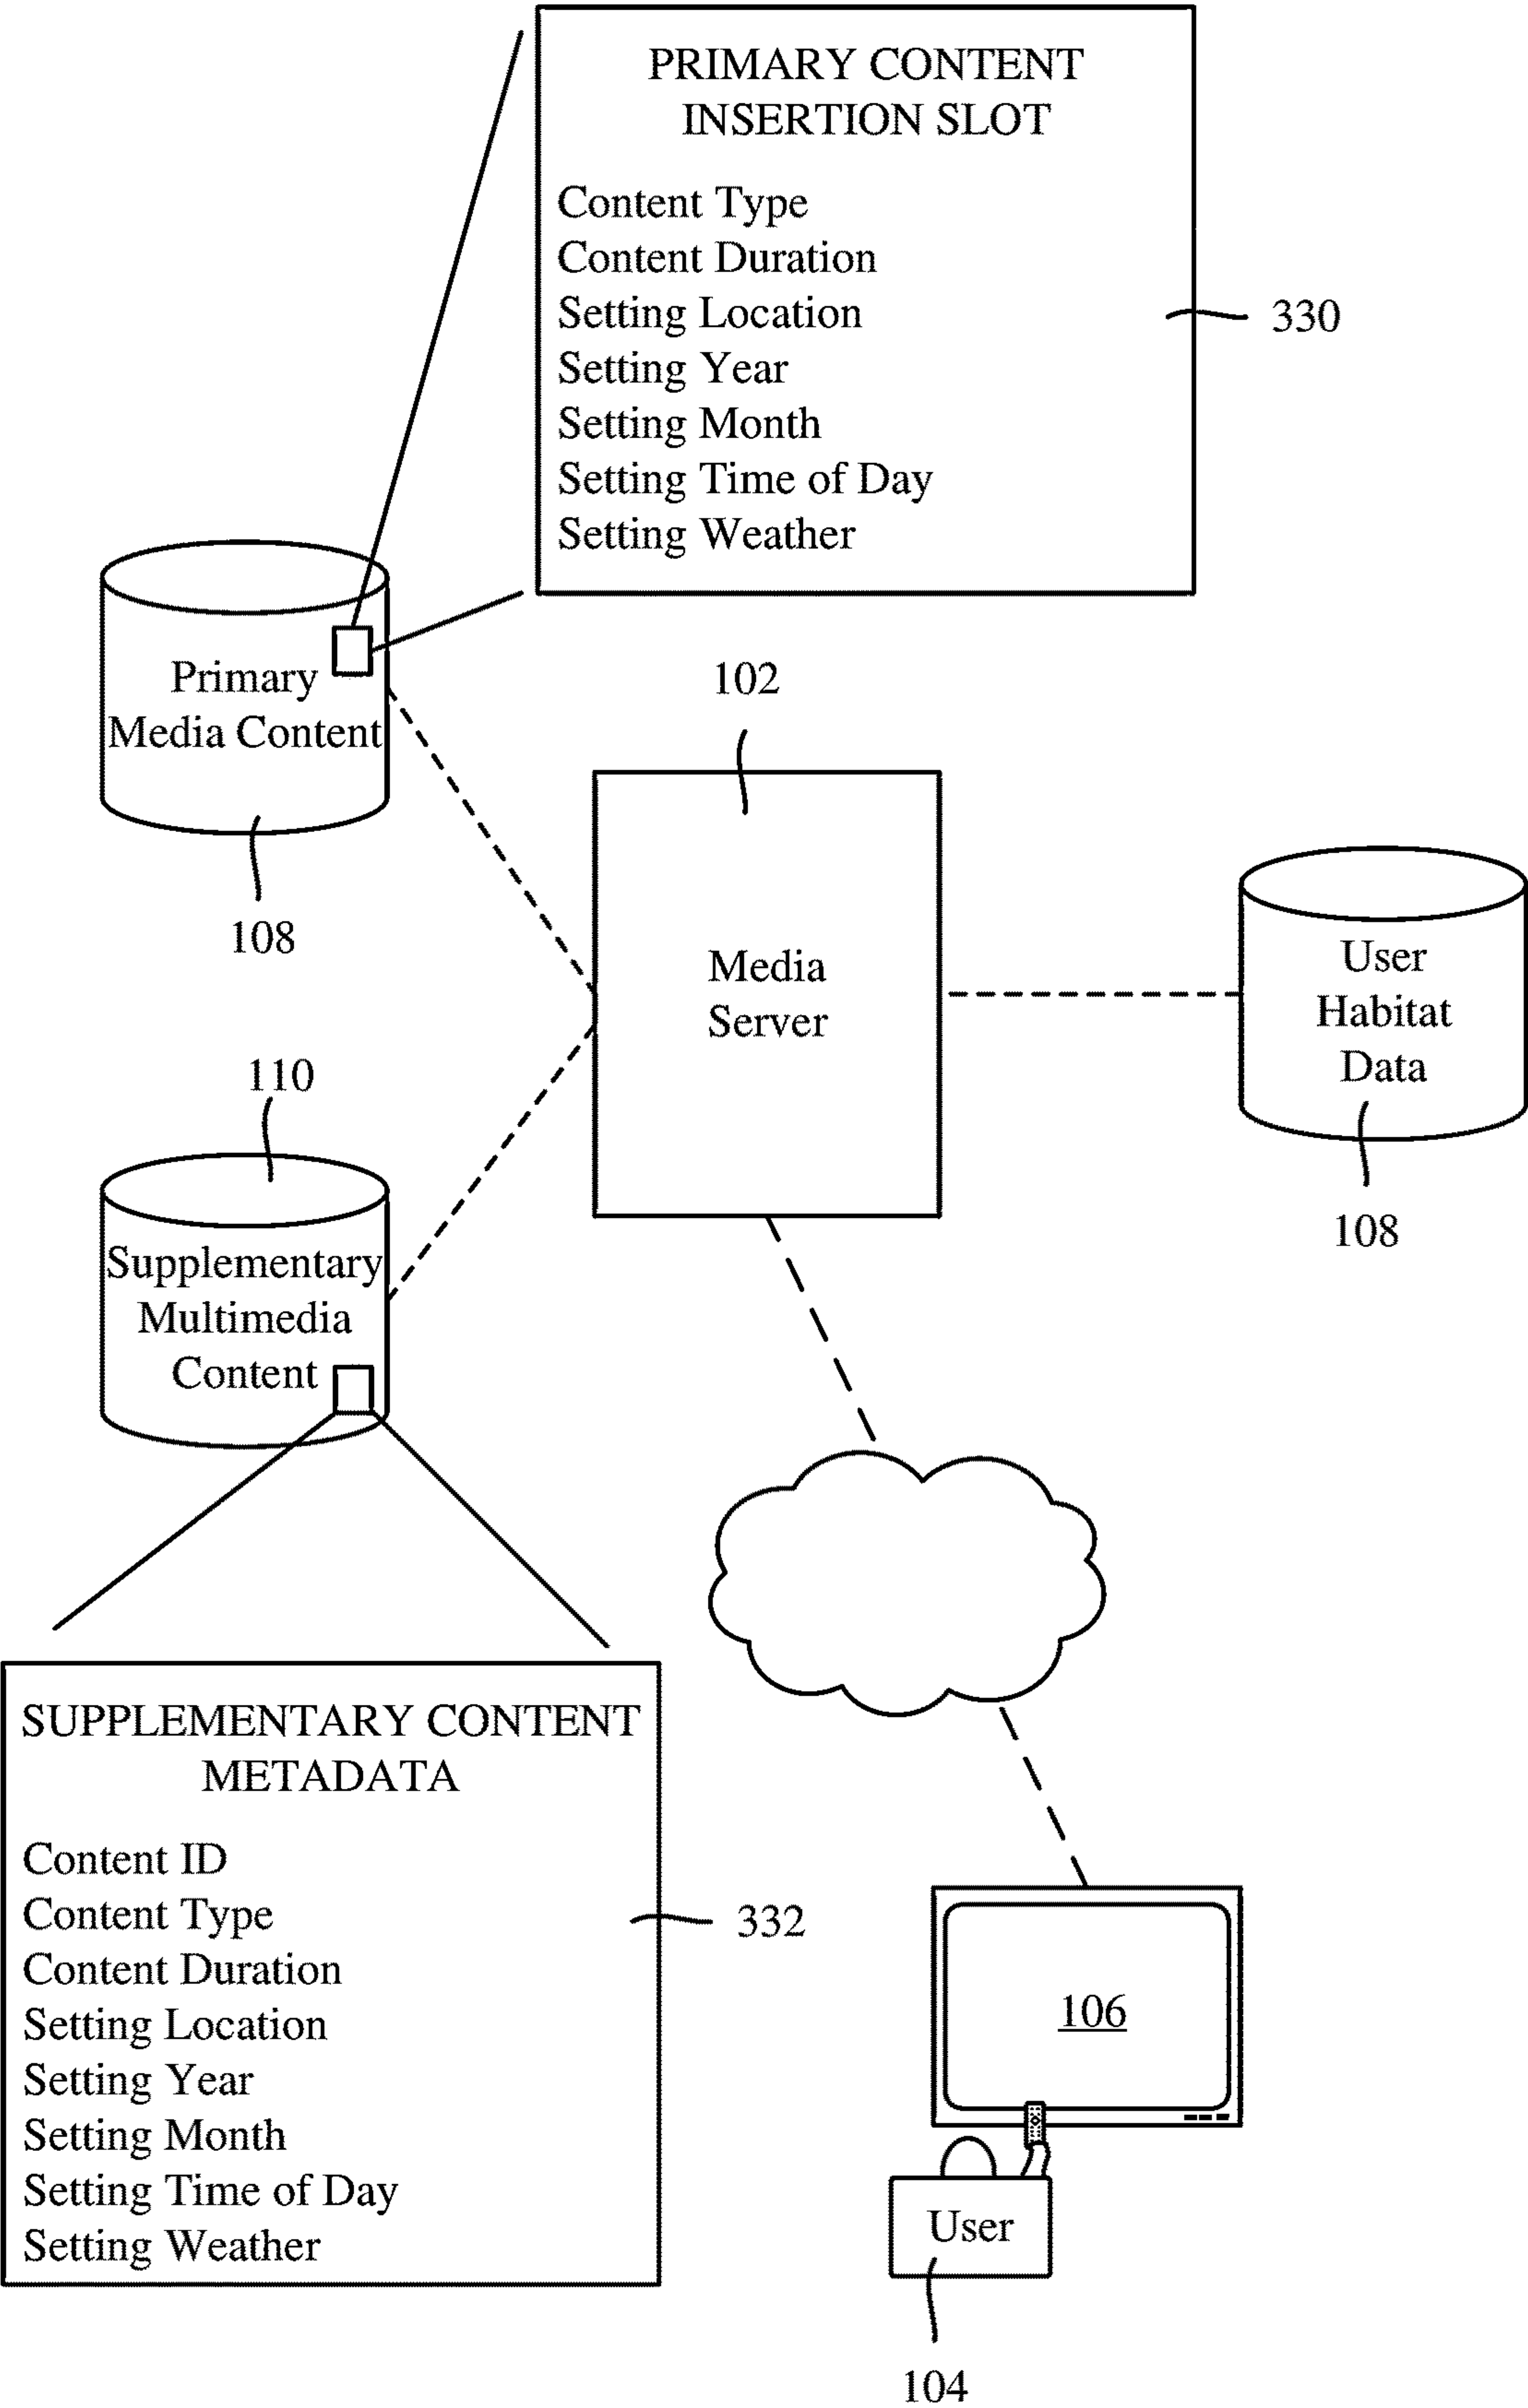 PRIMARY CONTENT
INSERTION SLOT
Content Type
Content Duration
Setting Location
Setting Year
Setting Month
Setting Time of Day
Setting Weather
330
Primary
Media Content
108
102
Media
Server
User
Habitat
Data
108
110
Supplementary
Multimedia
Content
SUPPLEMENTARY CONTENT
METADATA
Content ID
Content Type
Content Duration
Setting Location
Setting Year
Setting Month
Setting Time of Day
Setting Weather
332
106
User
104